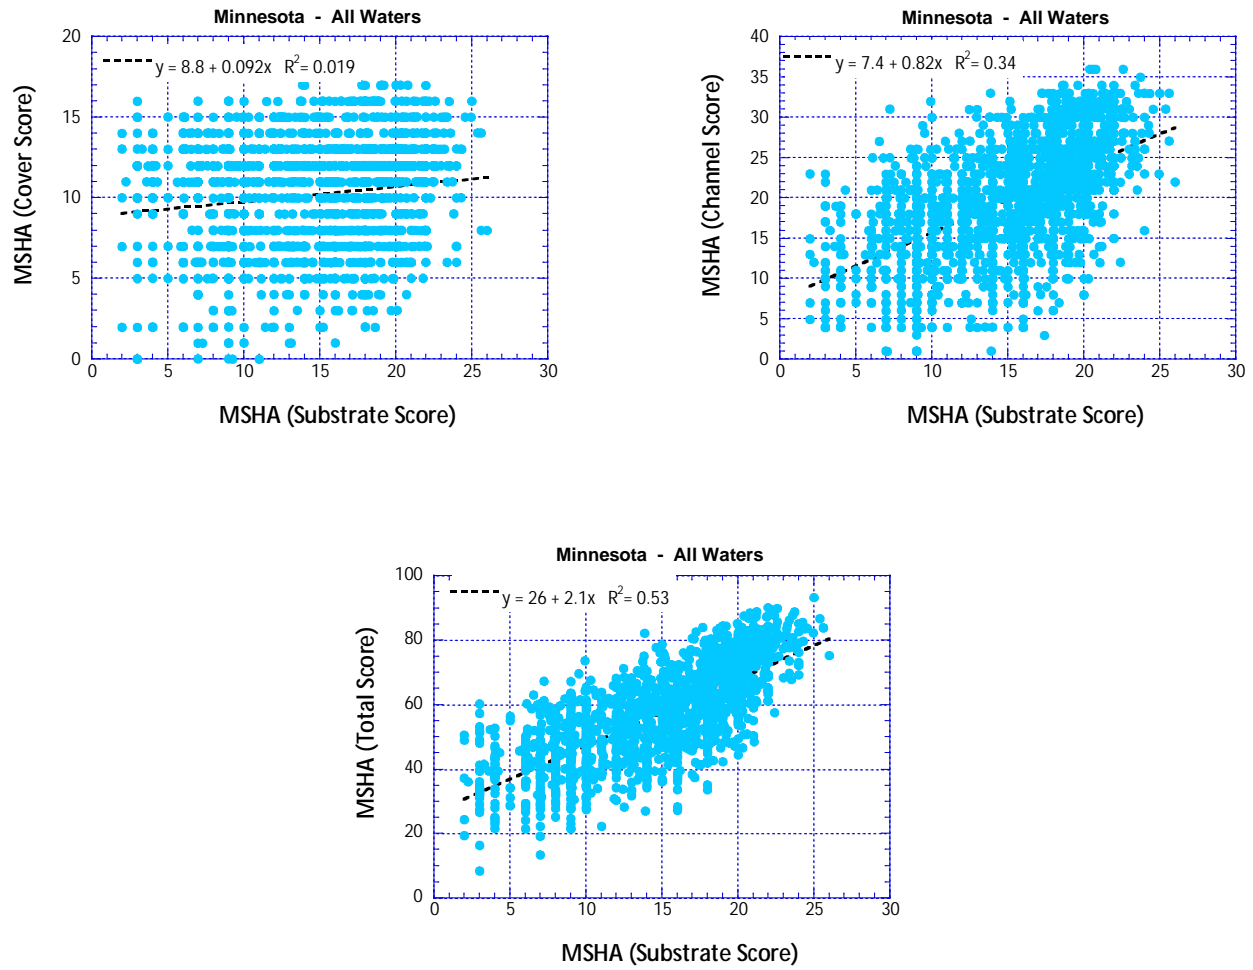 Minnesota - All Waters
20
15
10
5
0
y = 8.8 + 0.092x R²= 0.019
MSHA (Cover Score)
0 5 10 15 20 25 30
MSHA (Substrate Score)
Minnesota - All Waters
40
35
30
25
20
15
10
5
0
y = 7.4 + 0.82x R²= 0.34
MSHA (Channel Score)
0 5 10 15 20 25 30
MSHA (Substrate Score)
Minnesota - All Waters
100
80
60
40
20
0
y = 26 + 2.1x R²= 0.53
MSHA (Total Score)
0 5 10 15 20 25 30
MSHA (Substrate Score)